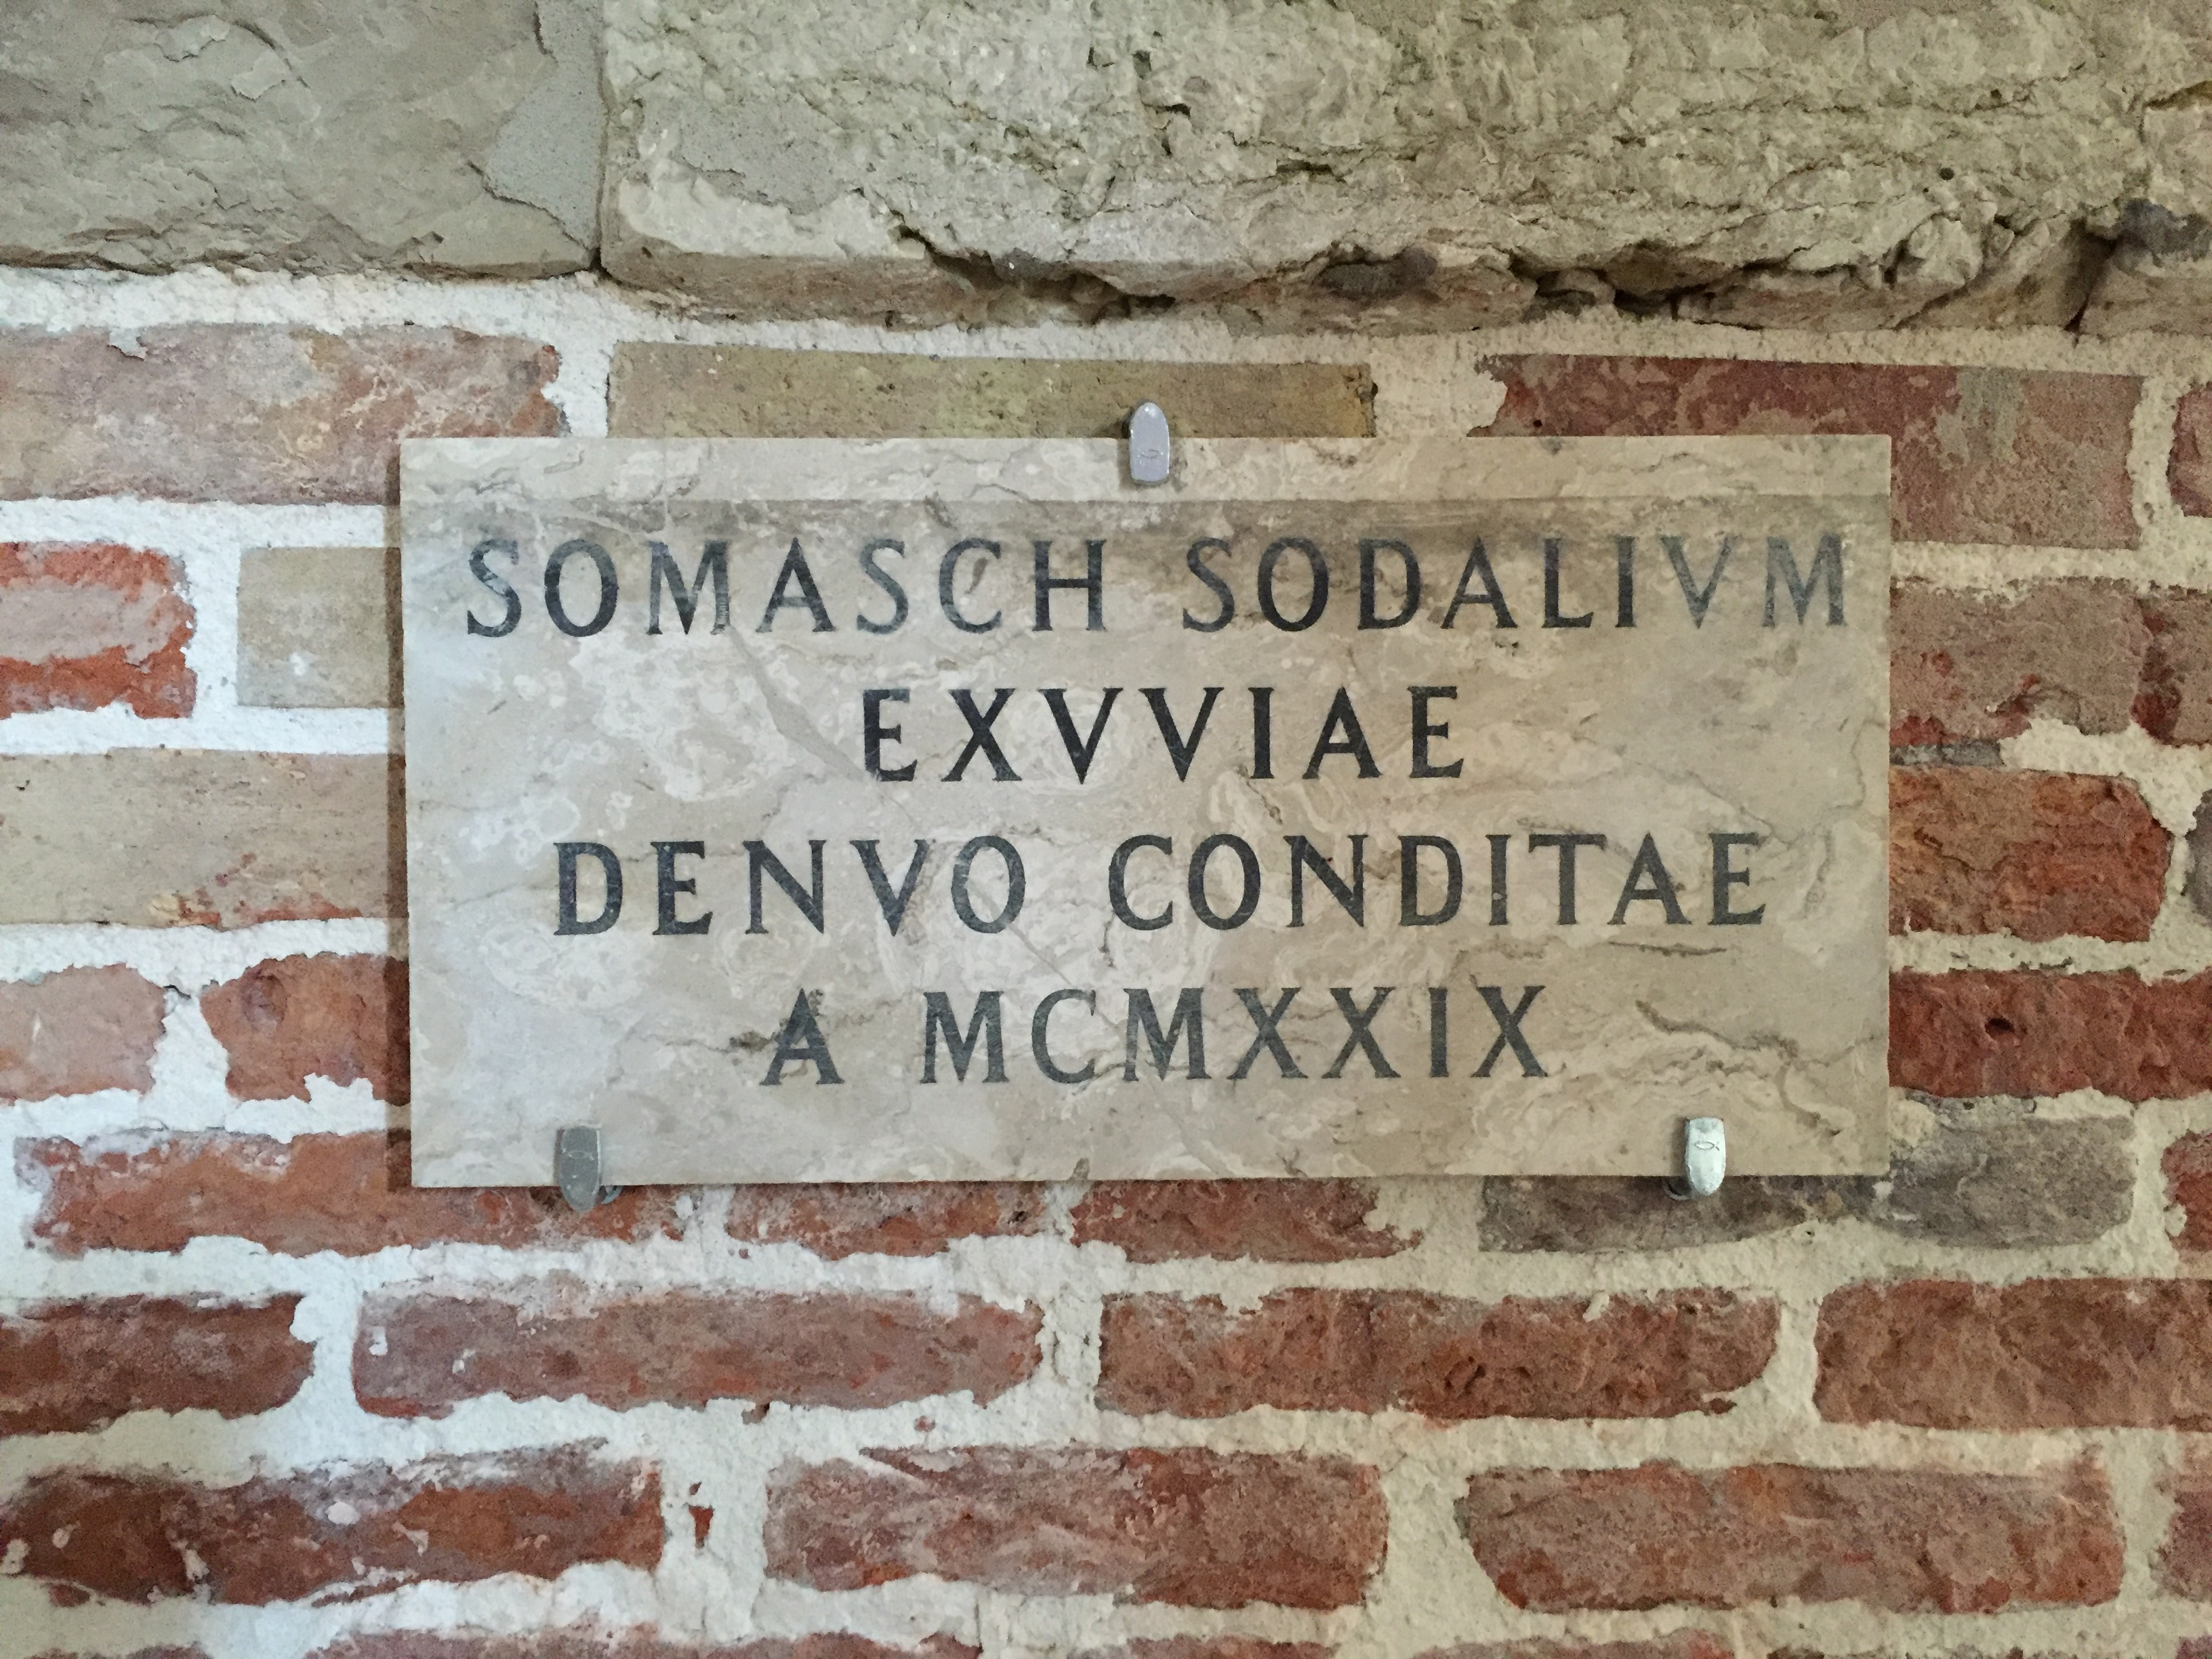 SOMASCH SODALIVM
EXVVIAE
DENVO CONDITAE
A MCMXXIX